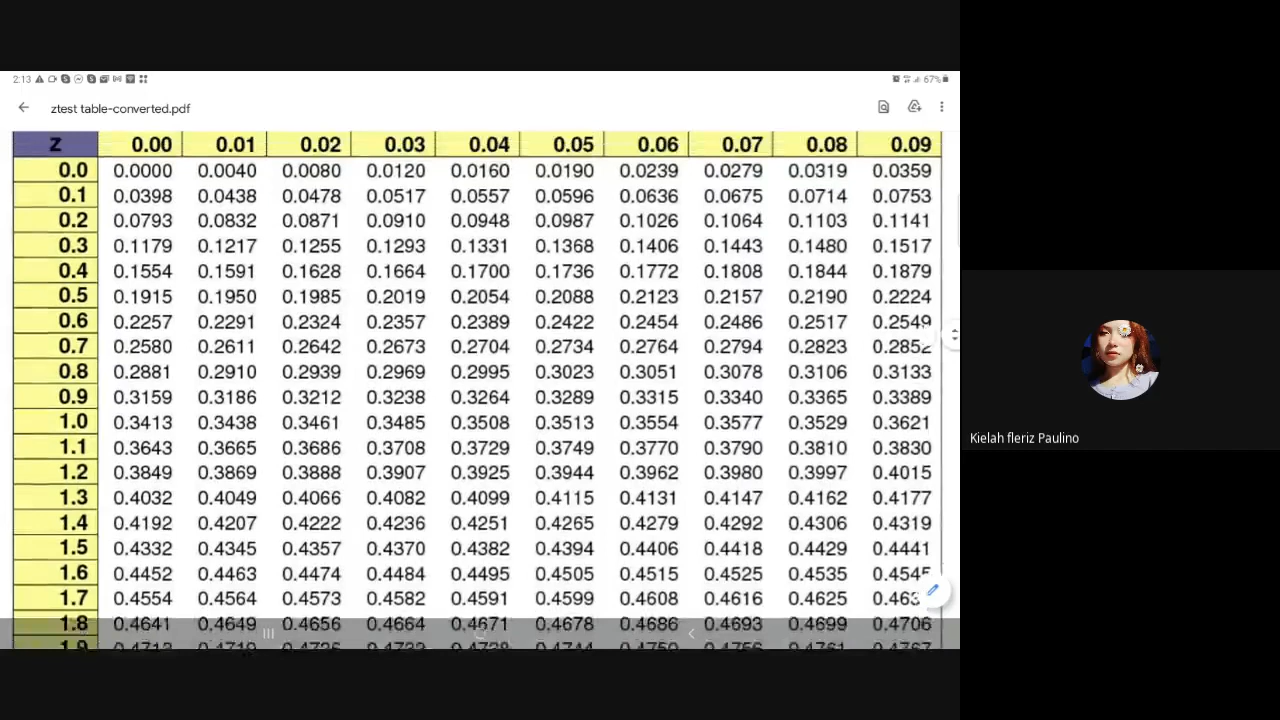 2:13
67%
ztest table-converted.pdf
z 0.00 0.01 0.02 0.03 0.04 0.05 0.06 0.07 0.08 0.09
0.0 0.0000 0.0040 0.0080 0.0120 0.0160 0.0190 0.0239 0.0279 0.0319 0.0359
0.1 0.0398 0.0438 0.0478 0.0517 0.0557 0.0596 0.0636 0.0675 0.0714 0.0753
0.2 0.0793 0.0832 0.0871 0.0910 0.0948 0.0987 0.1026 0.1064 0.1103 0.1141
0.3 0.1179 0.1217 0.1255 0.1293 0.1331 0.1368 0.1406 0.1443 0.1480 0.1517
0.4 0.1554 0.1591 0.1628 0.1664 0.1700 0.1736 0.1772 0.1808 0.1844 0.1879
0.5 0.1915 0.1950 0.1985 0.2019 0.2054 0.2088 0.2123 0.2157 0.2190 0.2224
0.6 0.2257 0.2291 0.2324 0.2357 0.2389 0.2422 0.2454 0.2486 0.2517 0.2549
0.7 0.2580 0.2611 0.2642 0.2673 0.2704 0.2734 0.2764 0.2794 0.2823 0.2852
0.8 0.2881 0.2910 0.2939 0.2969 0.2995 0.3023 0.3051 0.3078 0.3106 0.3133
0.9 0.3159 0.3186 0.3212 0.3238 0.3264 0.3289 0.3315 0.3340 0.3365 0.3389
1.0 0.3413 0.3438 0.3461 0.3485 0.3508 0.3513 0.3554 0.3577 0.3529 0.3621
1.1 0.3643 0.3665 0.3686 0.3708 0.3729 0.3749 0.3770 0.3790 0.3810 0.3830
1.2 0.3849 0.3869 0.3888 0.3907 0.3925 0.3944 0.3962 0.3980 0.3997 0.4015
1.3 0.4032 0.4049 0.4066 0.4082 0.4099 0.4115 0.4131 0.4147 0.4162 0.4177
1.4 0.4192 0.4207 0.4222 0.4236 0.4251 0.4265 0.4279 0.4292 0.4306 0.4319
1.5 0.4332 0.4345 0.4357 0.4370 0.4382 0.4394 0.4406 0.4418 0.4429 0.4441
1.6 0.4452 0.4463 0.4474 0.4484 0.4495 0.4505 0.4515 0.4525 0.4535 0.4545
1.7 0.4554 0.4564 0.4573 0.4582 0.4591 0.4599 0.4608 0.4616 0.4625
1.8 0.4641 0.4649 0.4656 0.4664 0.4671 0.4678 0.4686 0.4693 0.4699 0.4706
Kielah fleriz Paulino